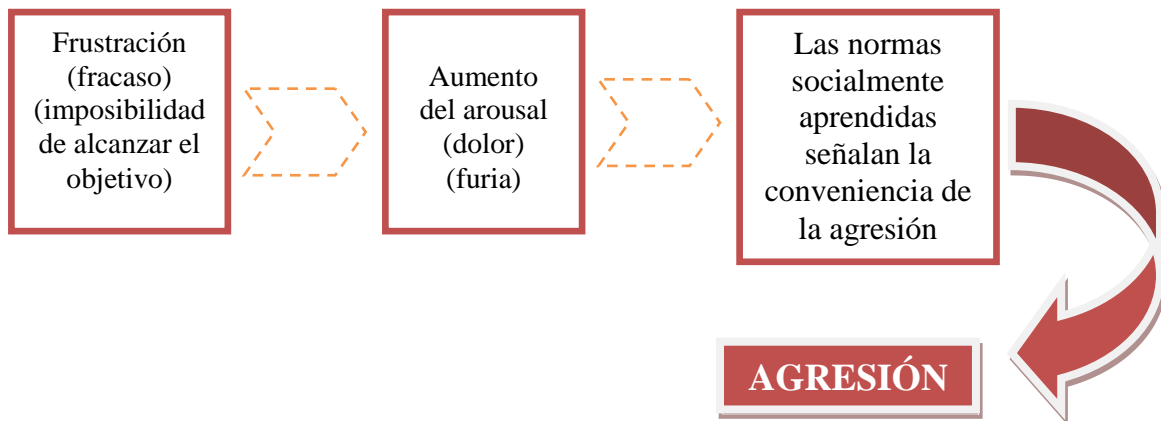 Frustración
(fracaso)
(imposibilidad
de alcanzar el
objetivo)
Aumento
del arousal
(dolor)
(furia)
Las normas
socialmente
aprendidas
señalan la
conveniencia de
la agresión
AGRESIÓN